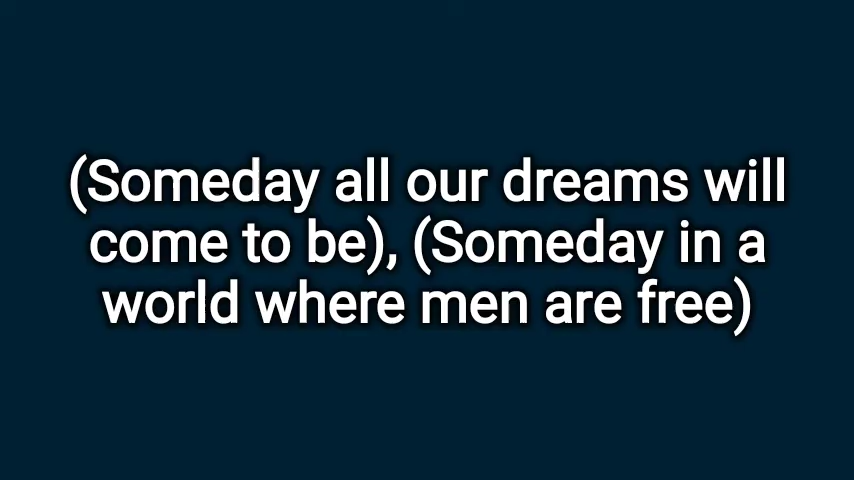 (Someday all our dreams will
come to be), (Someday in a
world where men are free)